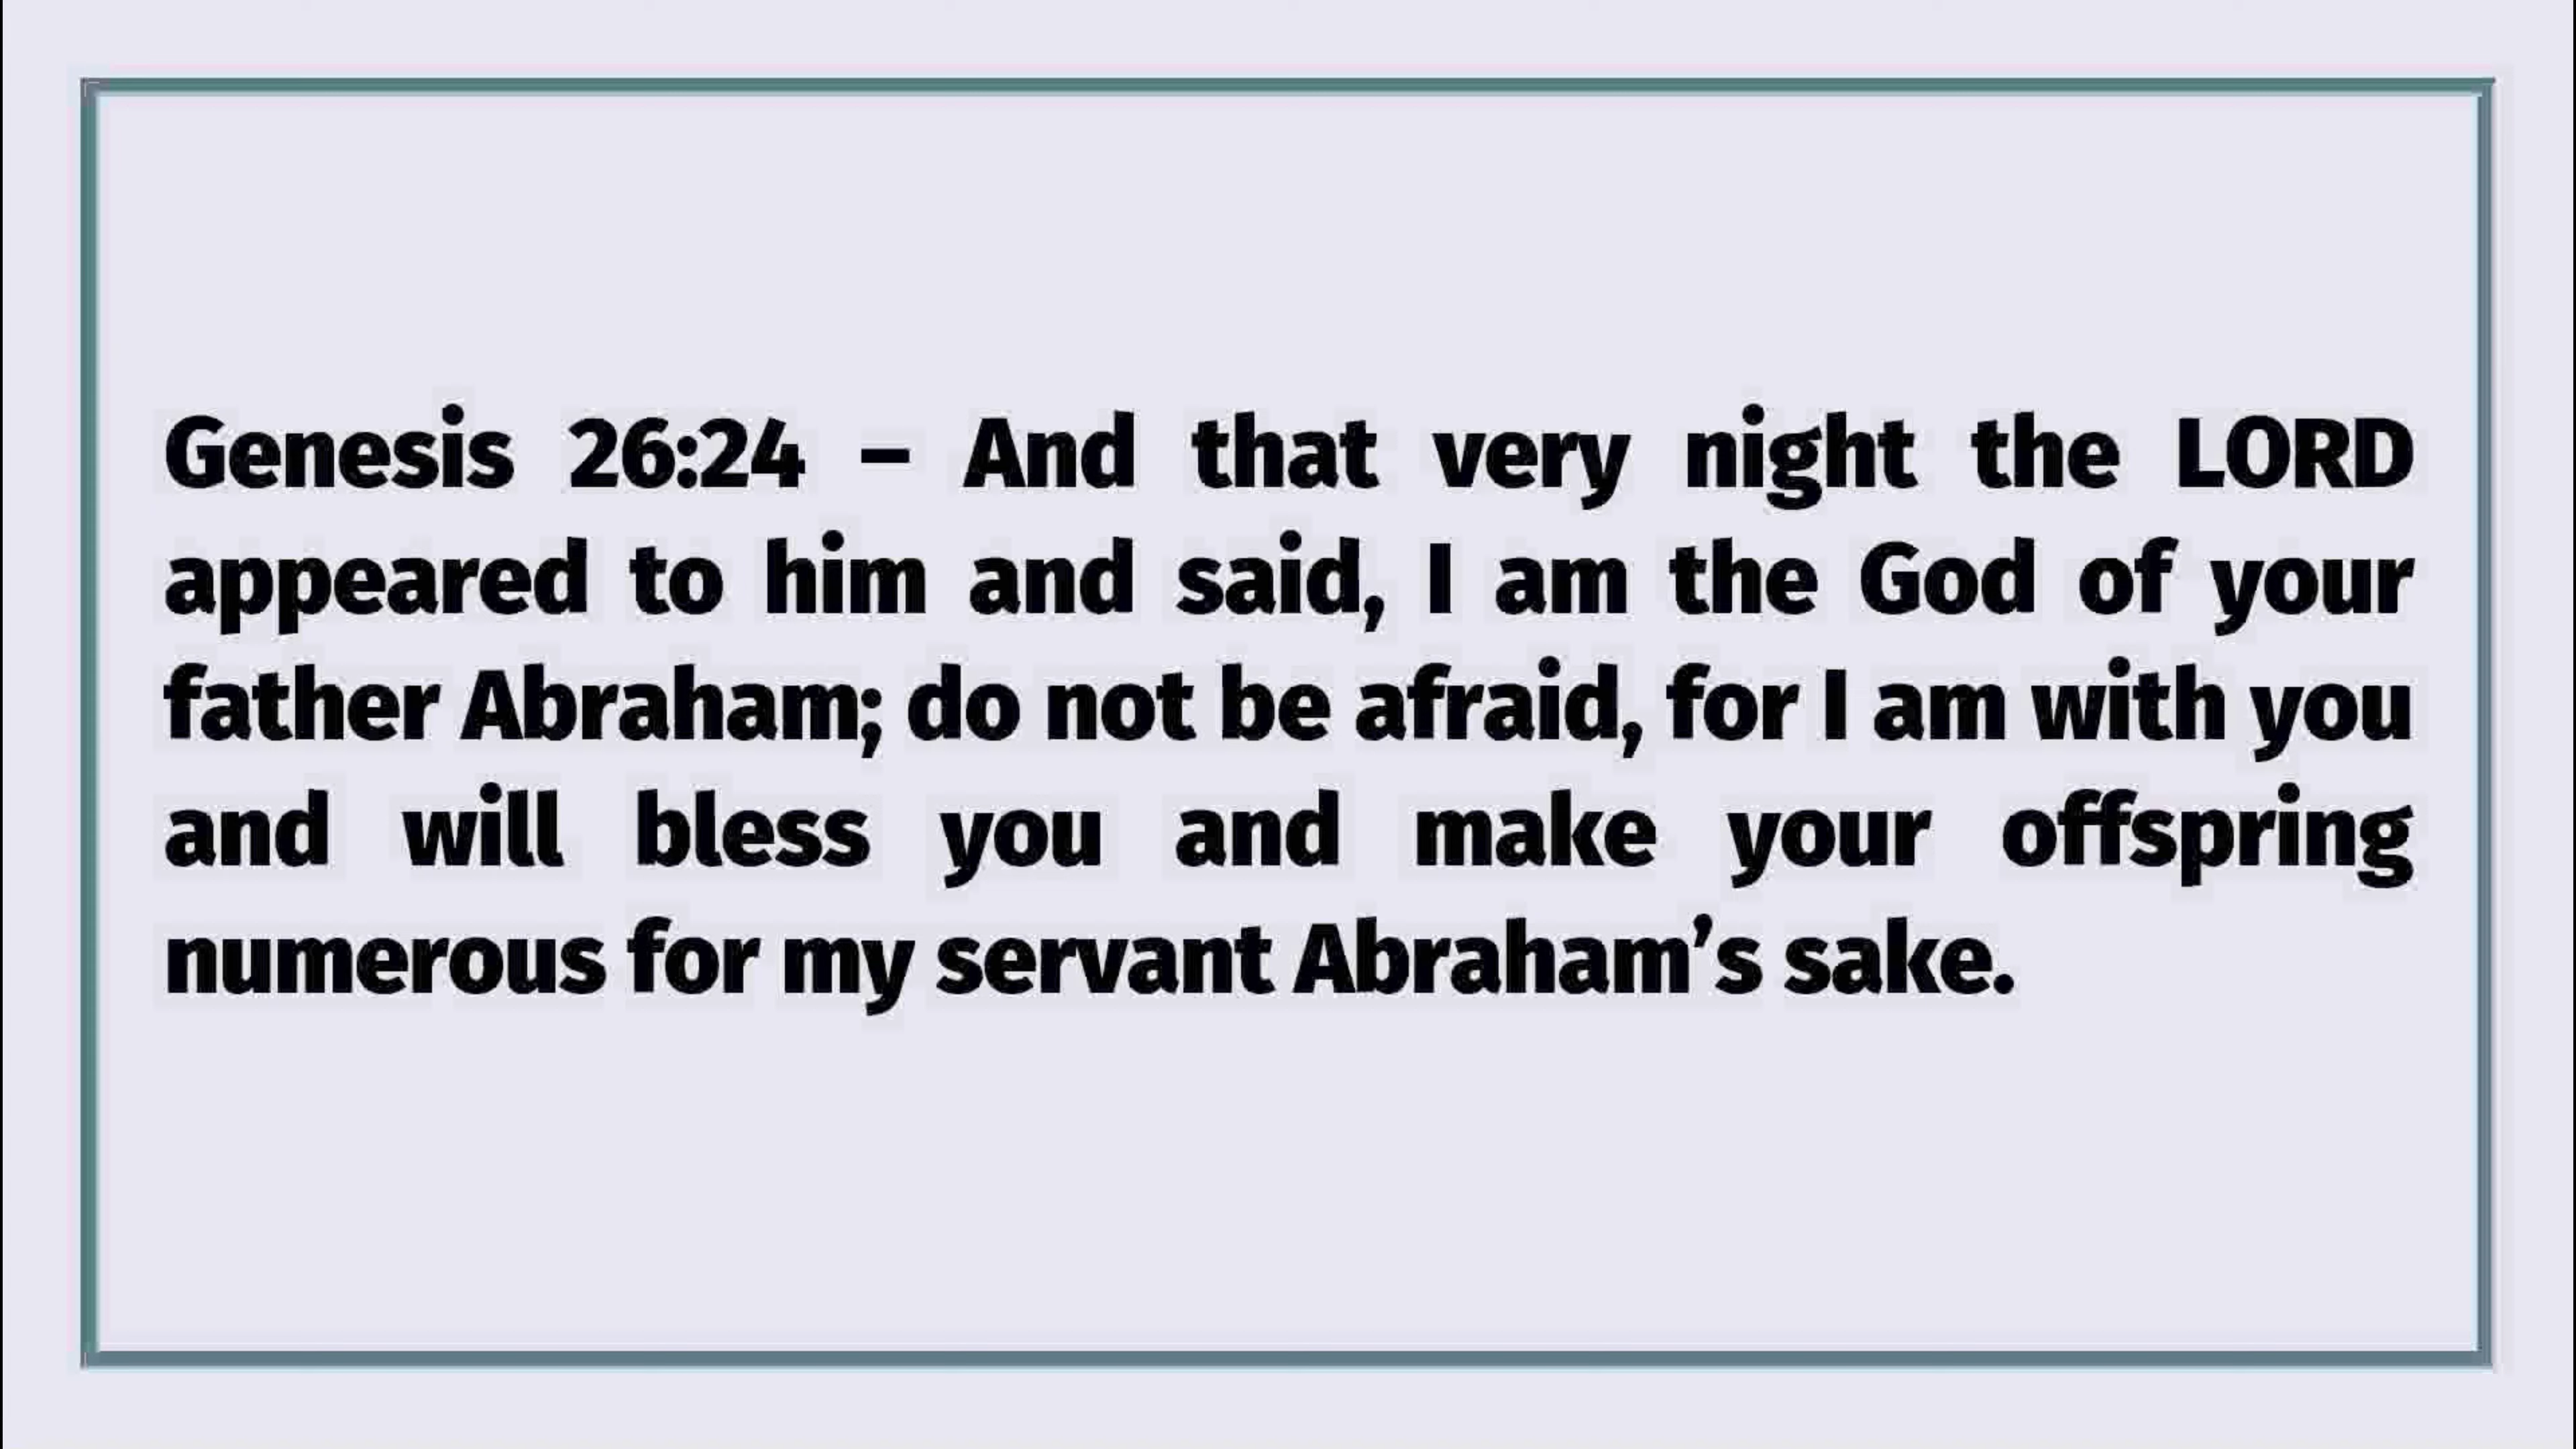 Genesis 26:24 – And that very night the LORD
appeared to him and said, I am the God of your
father Abraham; do not be afraid, for I am with you
and will bless you and make your offspring
numerous for my servant Abraham’s sake.